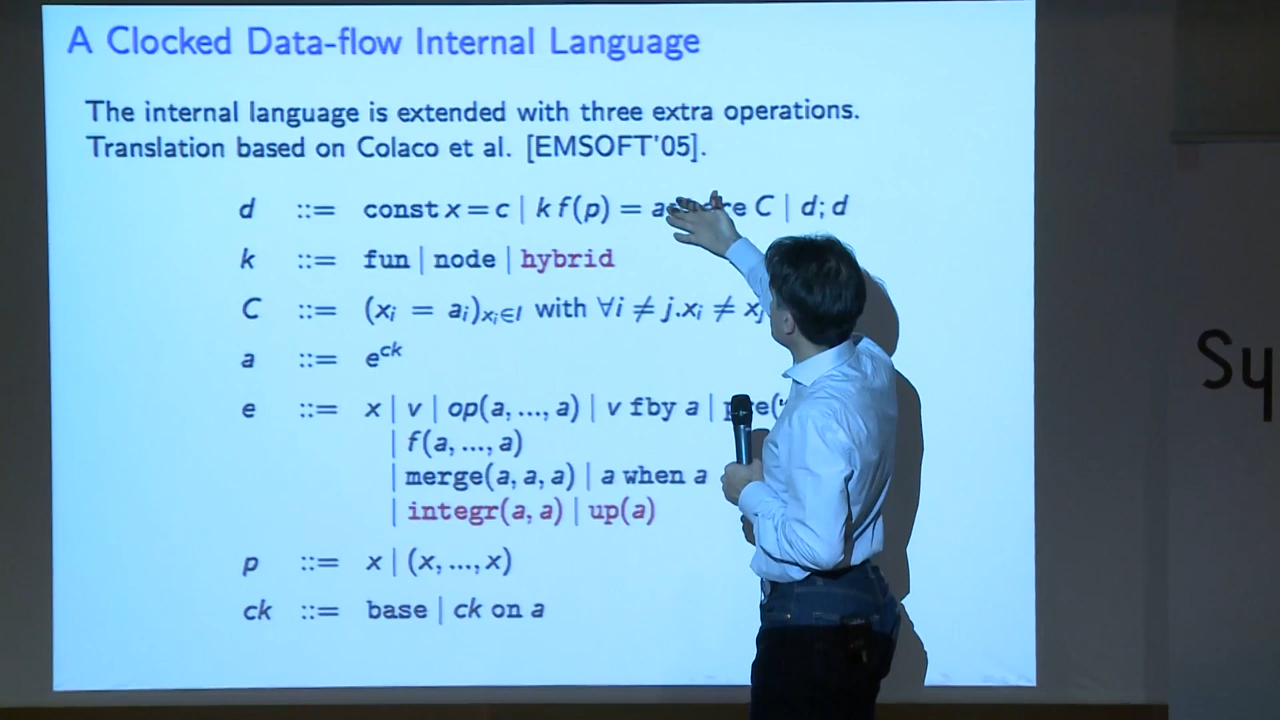 A Clocked Data-flow Internal Language
The internal language is extended with three extra operations.
Translation based on Colaco et al. [EMSOFT'05].
d ::= const x = c | k f(p) = a C | d; d
k ::= fun | node | hybrid
C ::= (xᵢ = aᵢ)xᵢ∈I with ∀i ≠ j.xᵢ ≠ xⱼ
a ::= e^ck
e ::= x | v | op(a, ..., a) | v fby a |
| f(a, ..., a)
| merge(a, a, a) | a when a
| integr(a, a) | up(a)
p ::= x | (x, ..., x)
ck ::= base | ck on a
Sy